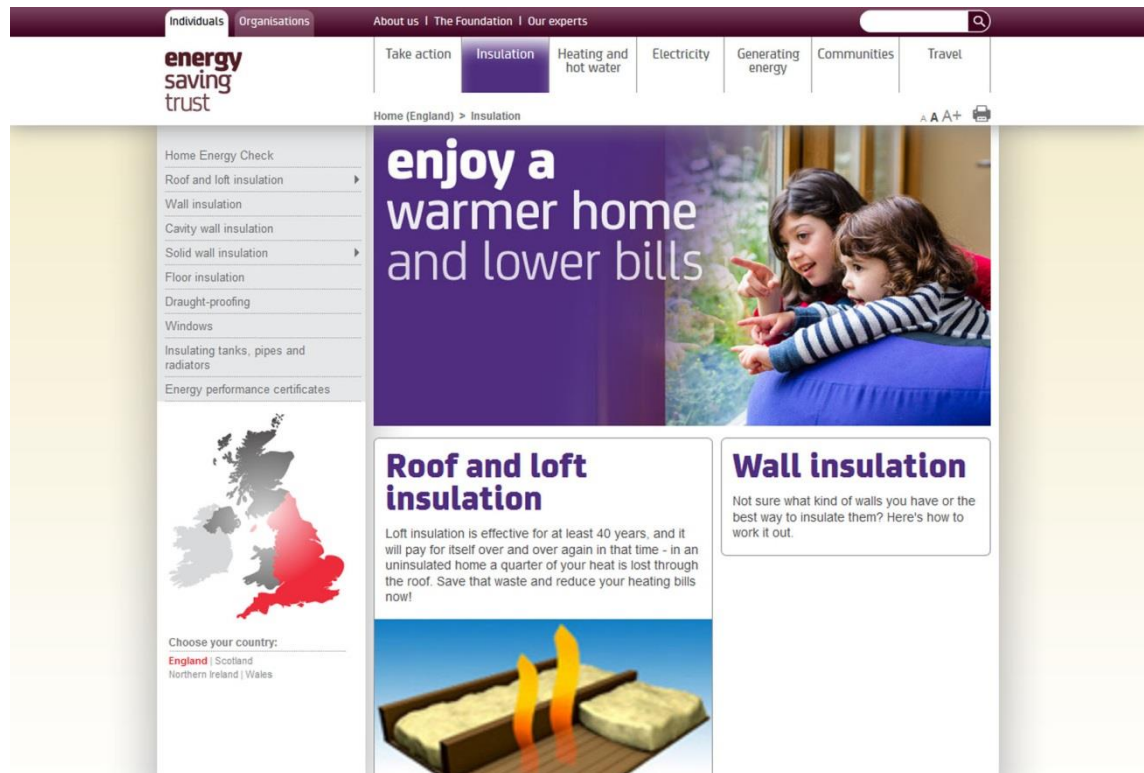 Individuals
Organisations
About us | The Foundation | Our experts
energy
saving
trust
Take action
Insulation
Heating and
hot water
Electricity
Generating
energy
Communities
Travel
Home (England) > Insulation
A A A+
Home Energy Check
Roof and loft insulation
Wall insulation
Cavity wall insulation
Solid wall insulation
Floor insulation
Draught-proofing
Windows
Insulating tanks, pipes and
radiators
Energy performance certificates
Choose your country:
England | Scotland
Northern Ireland | Wales
enjoy a
warmer home
and lower bills
Roof and loft
insulation
Loft insulation is effective for at least 40 years, and it
will pay for itself over and over again in that time - in an
uninsulated home a quarter of your heat is lost through
the roof. Save that waste and reduce your heating bills
now!
Wall insulation
Not sure what kind of walls you have or the
best way to insulate them? Here's how to
work it out.